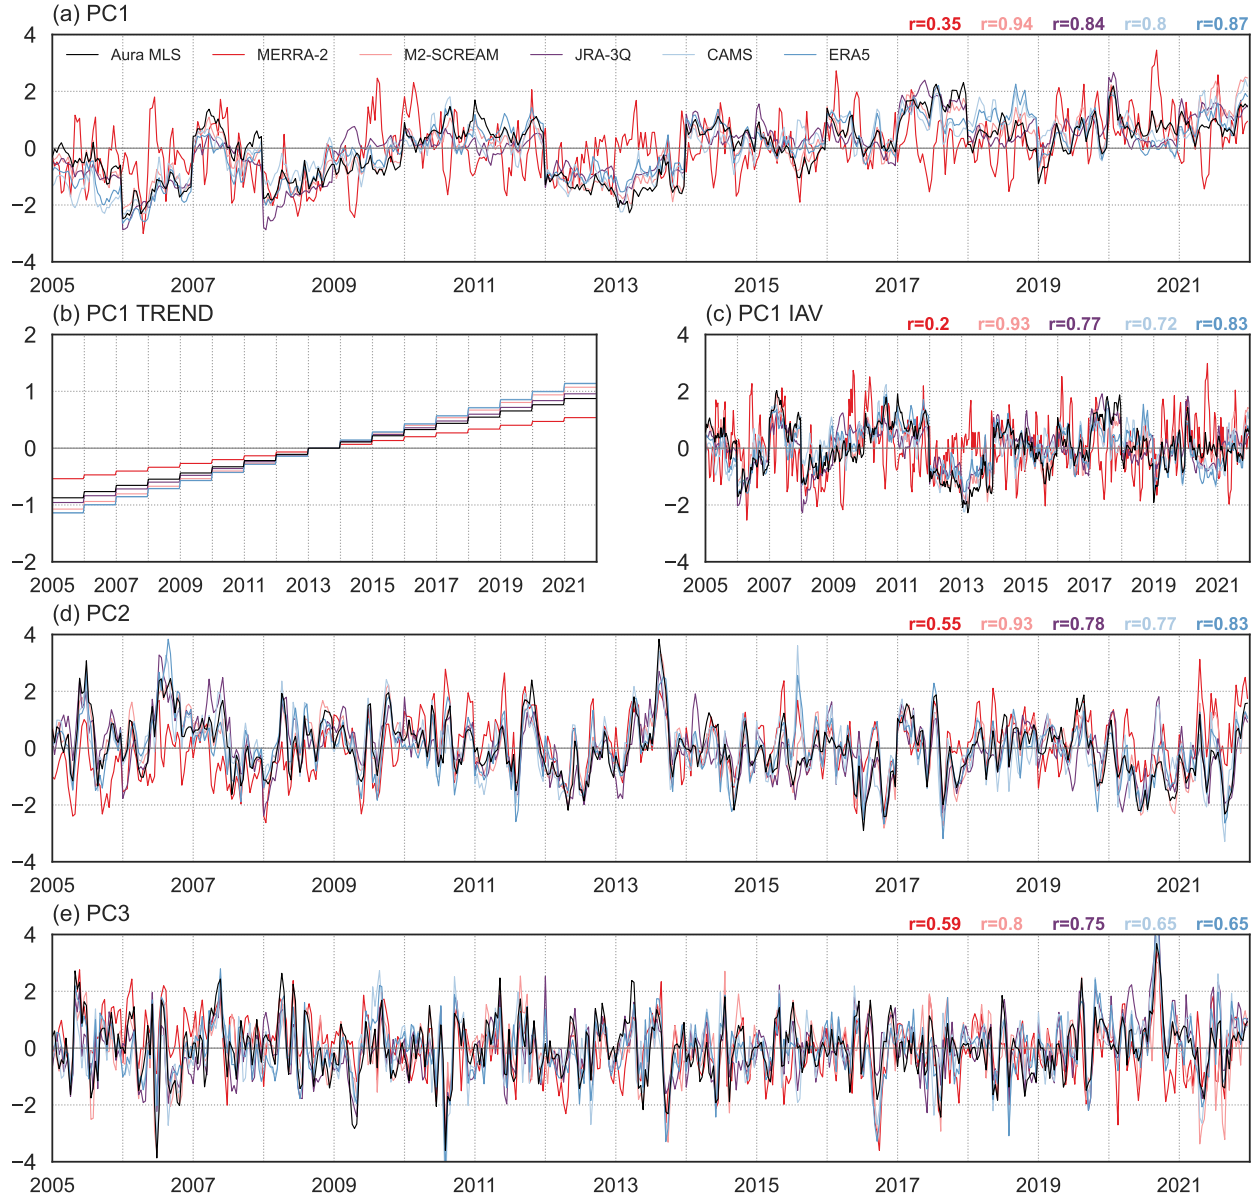 (a) PC1
r=0.35 r=0.94 r=0.84 r=0.8 r=0.87
Aura MLS MERRA-2 M2-SCREAM JRA-3Q CAMS ERA5
4
2
0
−2
−4
2005 2007 2009 2011 2013 2015 2017 2019 2021
(b) PC1 TREND
2
1
0
−1
−2
2005 2007 2009 2011 2013 2015 2017 2019 2021
(c) PC1 IAV
r=0.2 r=0.93 r=0.77 r=0.72 r=0.83
4
2
0
−2
−4
2005 2007 2009 2011 2013 2015 2017 2019 2021
(d) PC2
r=0.55 r=0.93 r=0.78 r=0.77 r=0.83
4
2
0
−2
−4
2005 2007 2009 2011 2013 2015 2017 2019 2021
(e) PC3
r=0.59 r=0.8 r=0.75 r=0.65 r=0.65
4
2
0
−2
−4
2005 2007 2009 2011 2013 2015 2017 2019 2021